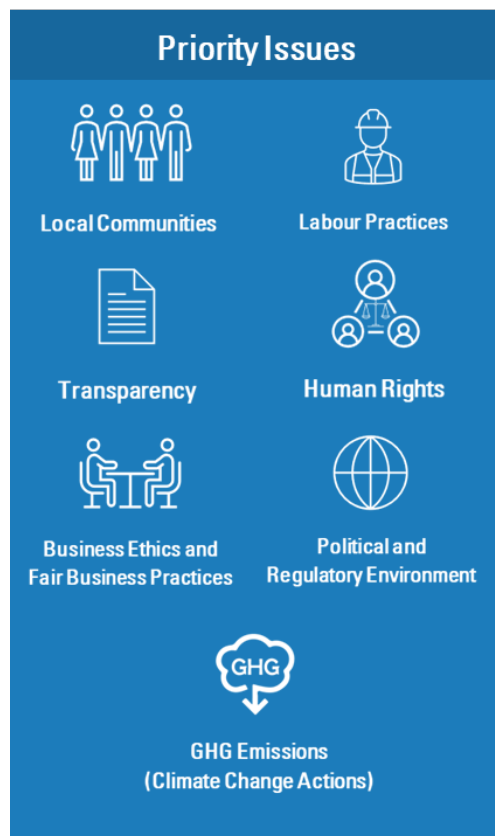 Priority Issues
Local Communities
Labour Practices
Transparency
Human Rights
Business Ethics and
Fair Business Practices
Political and
Regulatory Environment
GHG
GHG Emissions
(Climate Change Actions)